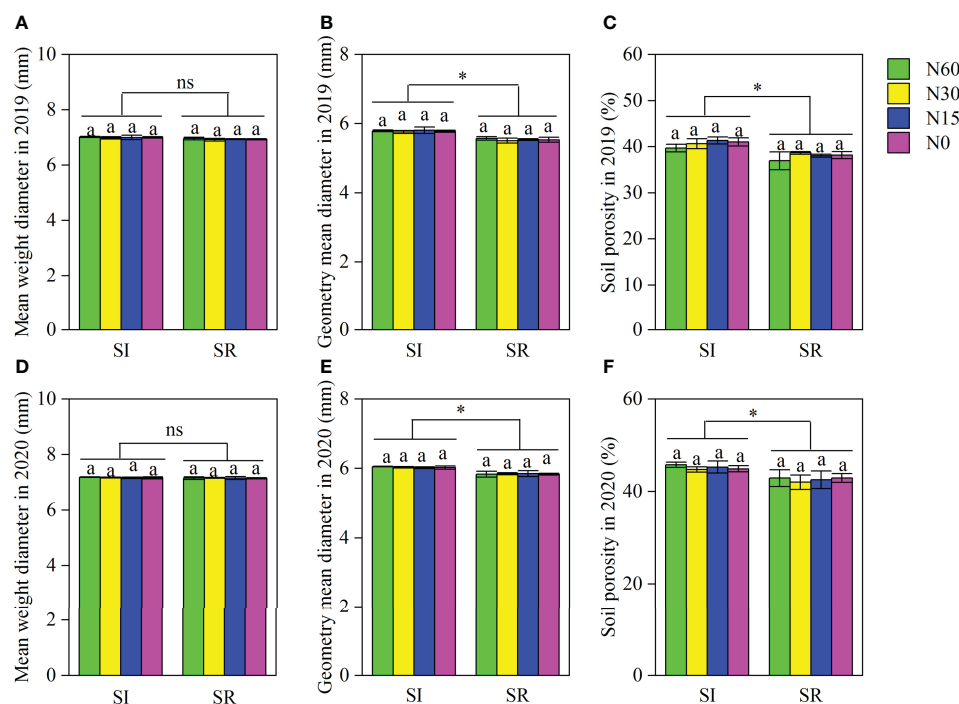 A
B
C
Mean weight diameter in 2019 (mm)
10
8
6
4
2
0
ns
a a a a a a a a
SI SR
Geometry mean diameter in 2019 (mm)
8
6
4
2
0
*
a a a a a a a a
SI SR
Soil porosity in 2019 (%)
60
50
40
30
20
10
0
*
a a a a a a a a
SI SR
N60
N30
N15
N0
D
E
F
Mean weight diameter in 2020 (mm)
10
8
6
4
2
0
ns
a a a a a a a a
SI SR
Geometry mean diameter in 2020 (mm)
8
6
4
2
0
*
a a a a a a a a
SI SR
Soil porosity in 2020 (%)
60
40
20
0
*
a a a a a a a a
SI SR